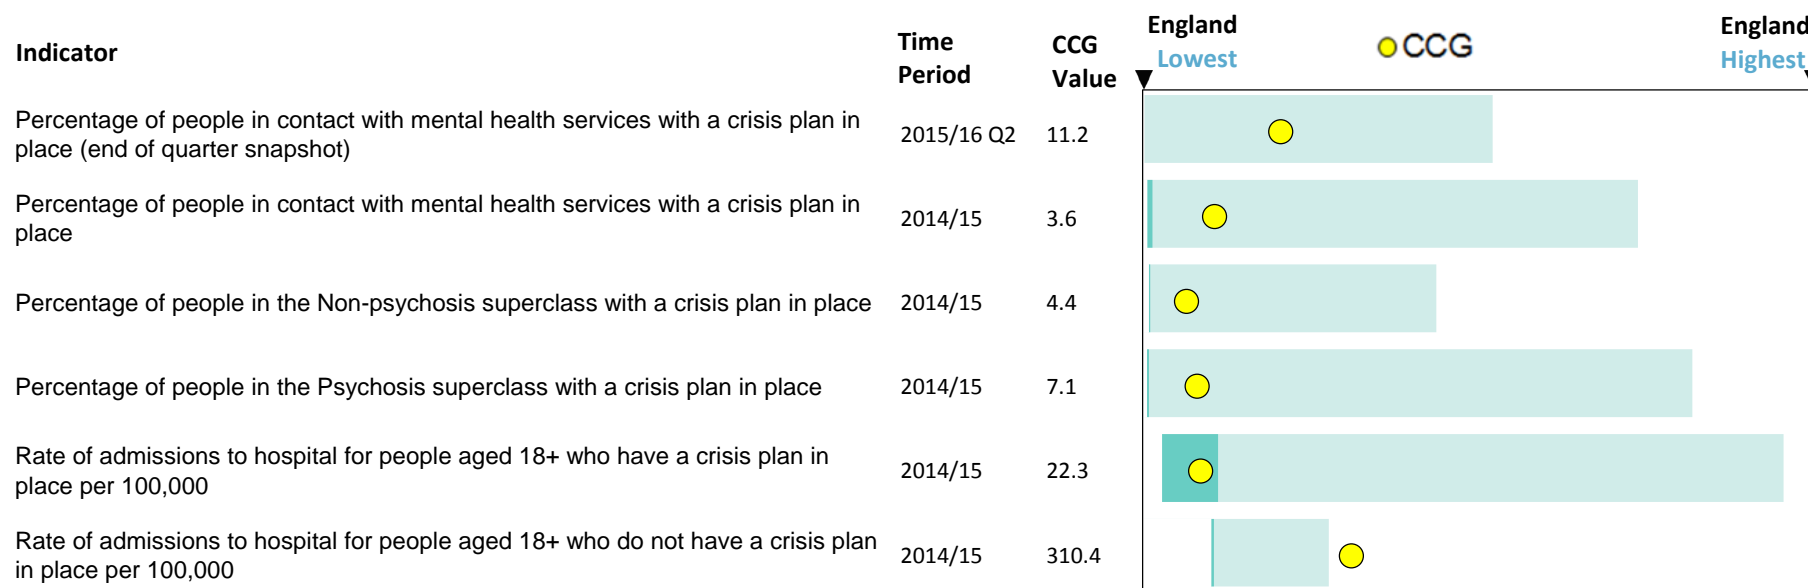 Indicator
Time
Period
CCG
Value
England
Lowest
CCG
England
Highest
Percentage of people in contact with mental health services with a crisis plan in
place (end of quarter snapshot)
2015/16 Q2
11.2
Percentage of people in contact with mental health services with a crisis plan in
place
2014/15
3.6
Percentage of people in the Non-psychosis superclass with a crisis plan in place
2014/15
4.4
Percentage of people in the Psychosis superclass with a crisis plan in place
2014/15
7.1
Rate of admissions to hospital for people aged 18+ who have a crisis plan in
place per 100,000
2014/15
22.3
Rate of admissions to hospital for people aged 18+ who do not have a crisis plan
in place per 100,000
2014/15
310.4